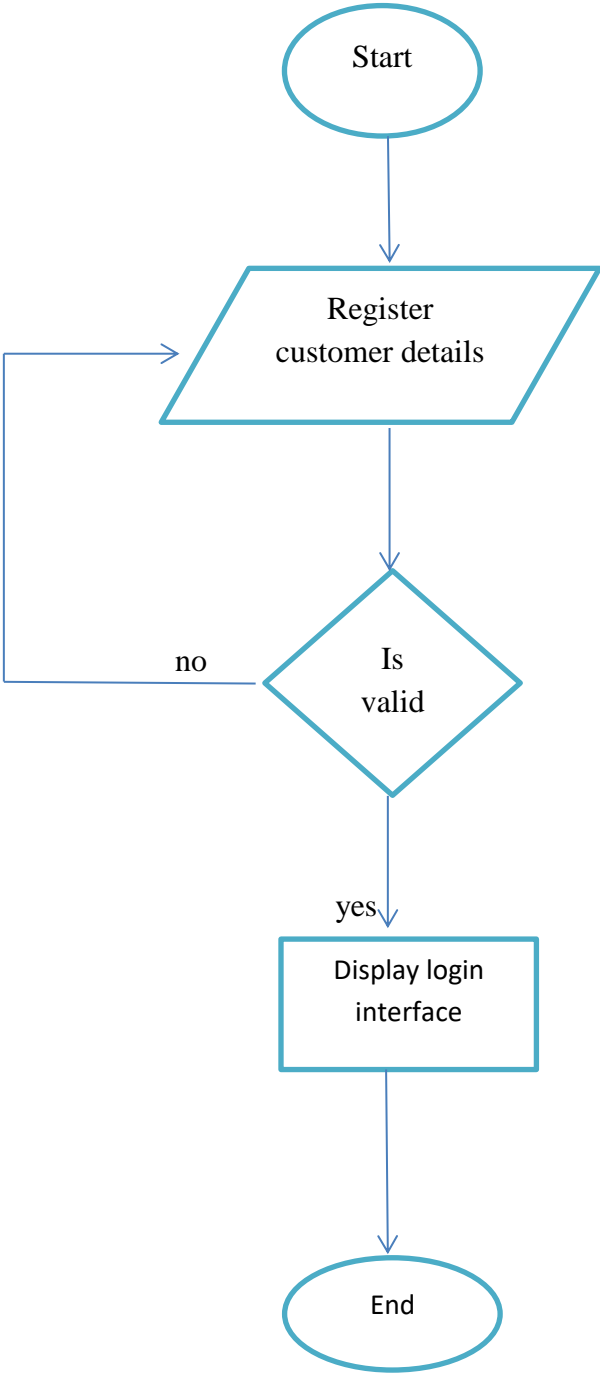 Start
Register
customer details
no
Is
valid
yes
Display login
interface
End